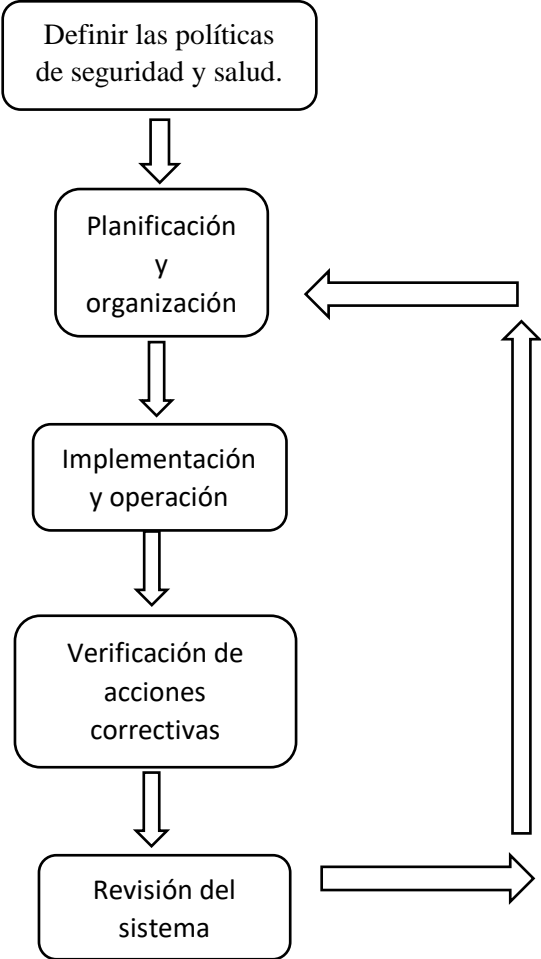 Definir las políticas
de seguridad y salud.
Planificación
y
organización
Implementación
y operación
Verificación de
acciones
correctivas
Revisión del
sistema